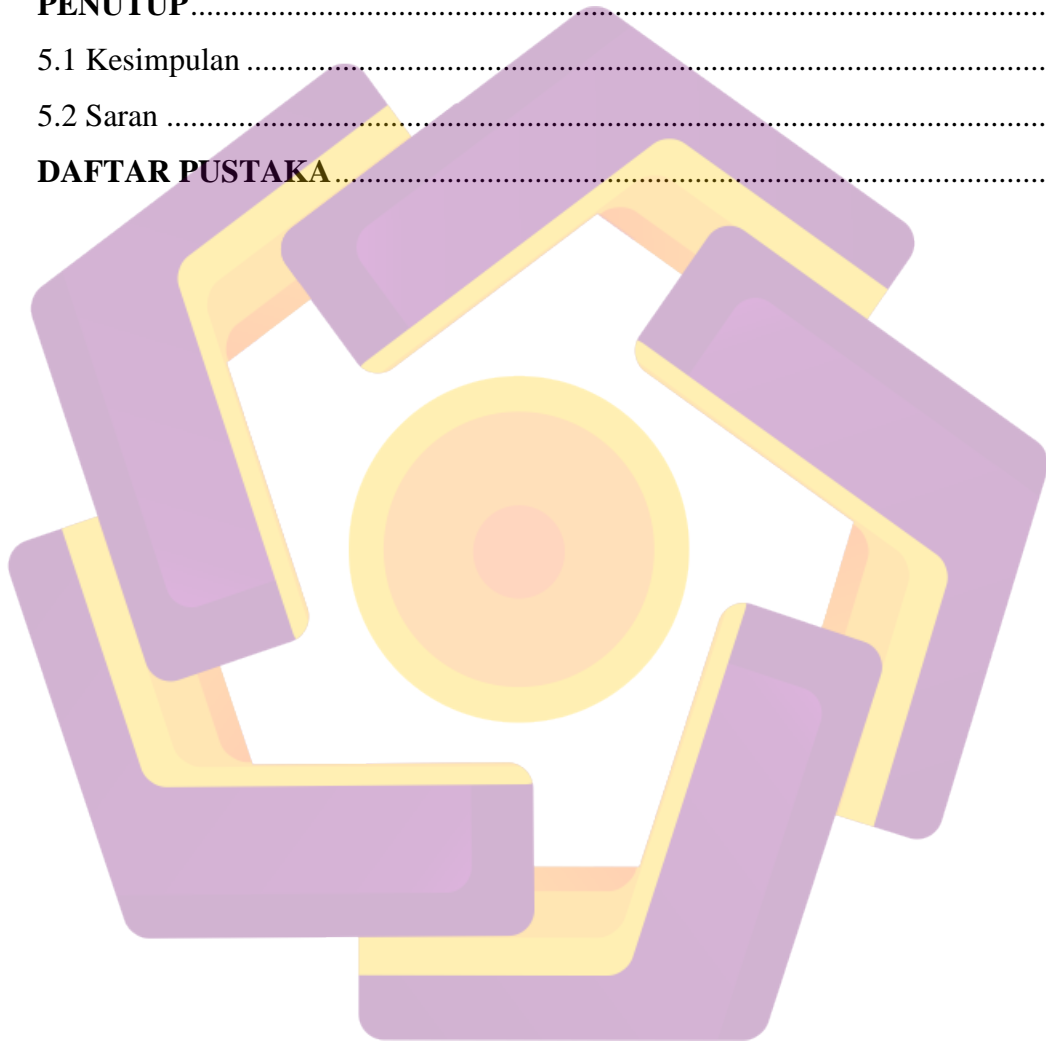 PENUTUP........................................................................................................
5.1 Kesimpulan ....................................................................................................
5.2 Saran ..............................................................................................................
DAFTAR PUSTAKA.........................................................................................